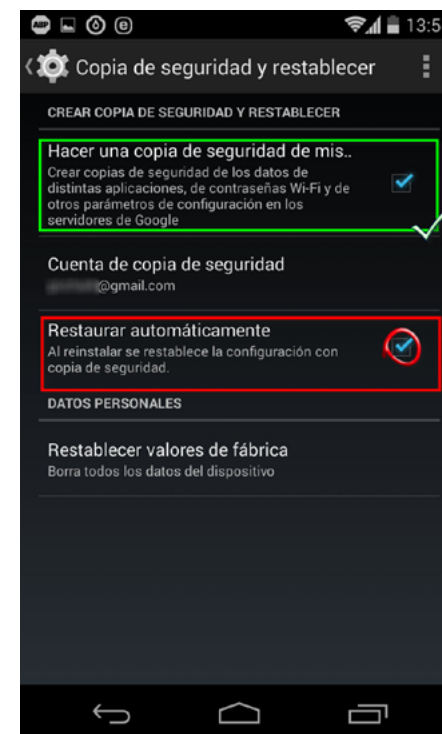 ABP
e
13:5
Copia de seguridad y restablecer
CREAR COPIA DE SEGURIDAD Y RESTABLECER
Hacer una copia de seguridad de mis..
Crear copias de seguridad de los datos de
distintas aplicaciones, de contraseñas Wi-Fi y de
otros parámetros de configuración en los
servidores de Google
Cuenta de copia de seguridad
@gmail.com
Restaurar automáticamente
Al reinstalar se restablece la configuración con
copia de seguridad.
DATOS PERSONALES
Restablecer valores de fábrica
Borra todos los datos del dispositivo